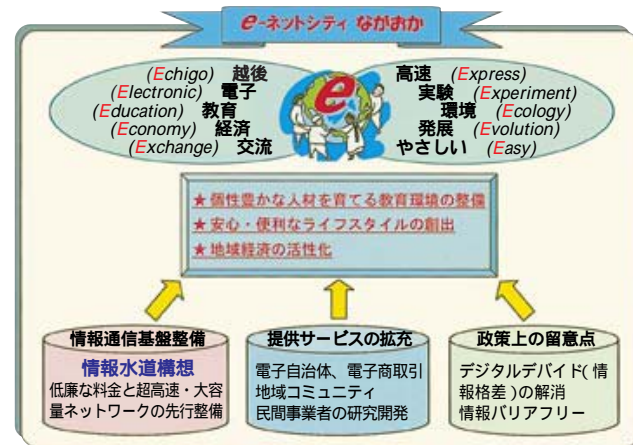 e-ネットシティ ながおか
(Echigo) 越後
(Electronic) 電子
(Education) 教育
(Economy) 経済
(Exchange) 交流
e
高速 (Express)
実験 (Experiment)
環境 (Ecology)
発展 (Evolution)
やさしい (Easy)
★個性豊かな人材を育てる教育環境の整備
★安心・便利なライフスタイルの創出
★地域経済の活性化
情報通信基盤整備
情報水道構想
低廉な料金と超高速・大容
量ネットワークの先行整備
提供サービスの拡充
電子自治体、電子商取引
地域コミュニティ
民間事業者の研究開発
政策上の留意点
デジタルデバイド(情
報格差)の解消
情報バリアフリー